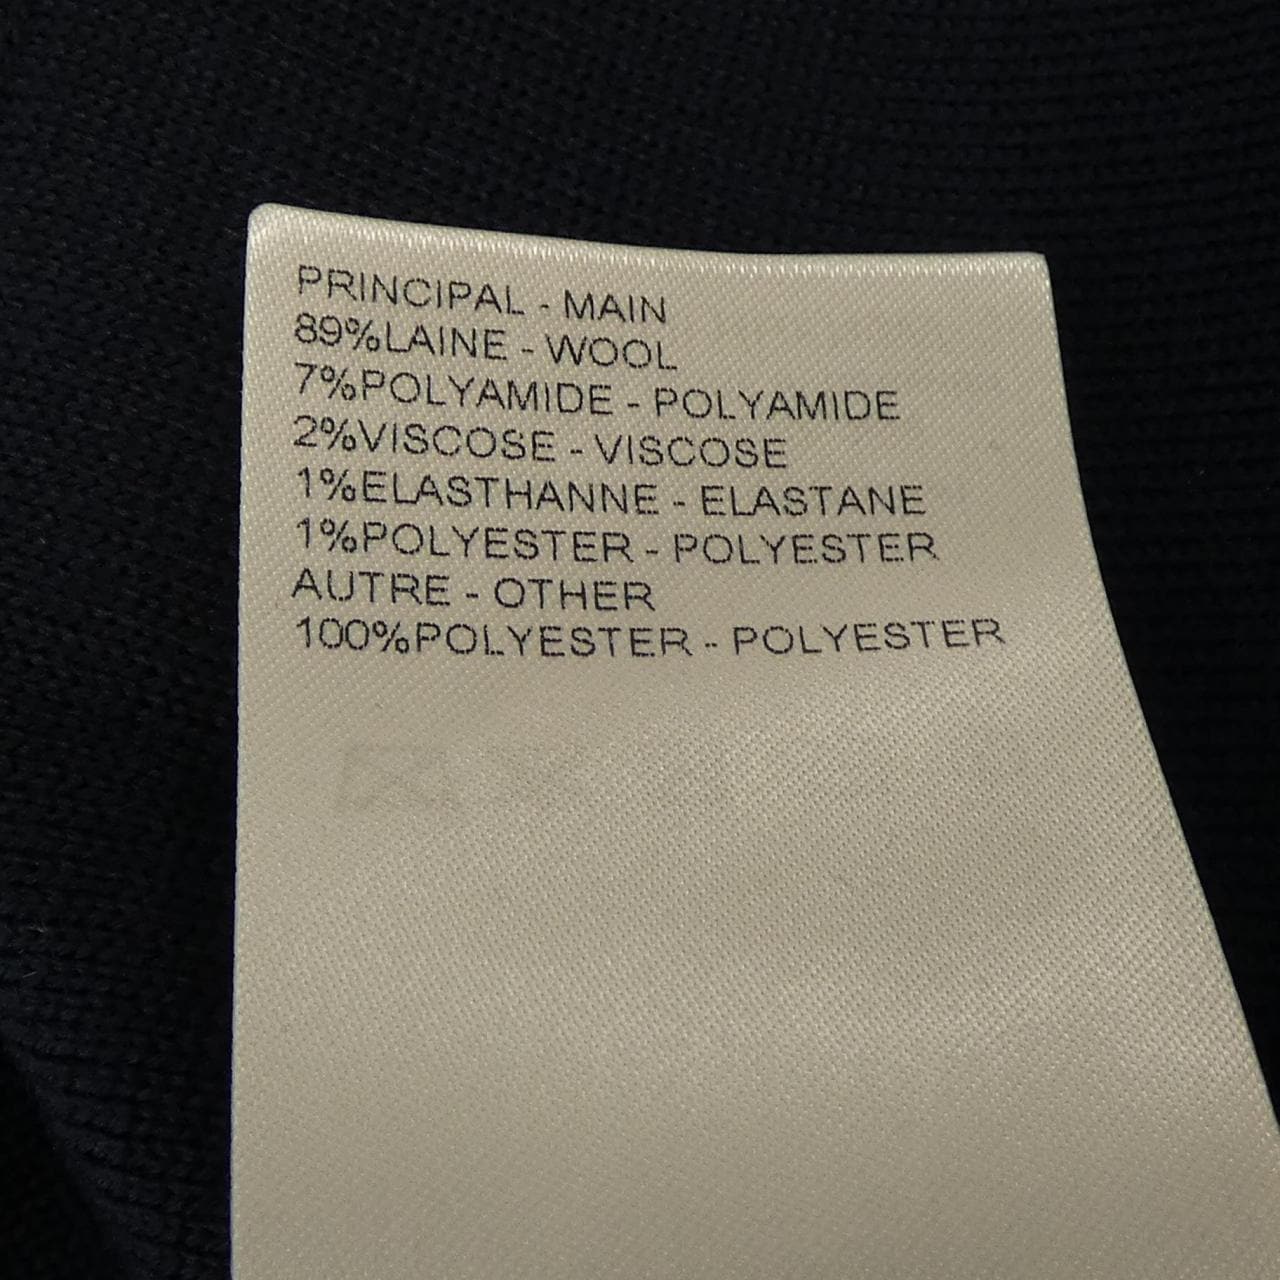 PRINCIPAL - MAIN
89%LAINE - WOOL
7%POLYAMIDE - POLYAMIDE
2%VISCOSE - VISCOSE
1%ELASTHANNE - ELASTANE
1%POLYESTER - POLYESTER
AUTRE - OTHER
100%POLYESTER - POLYESTER